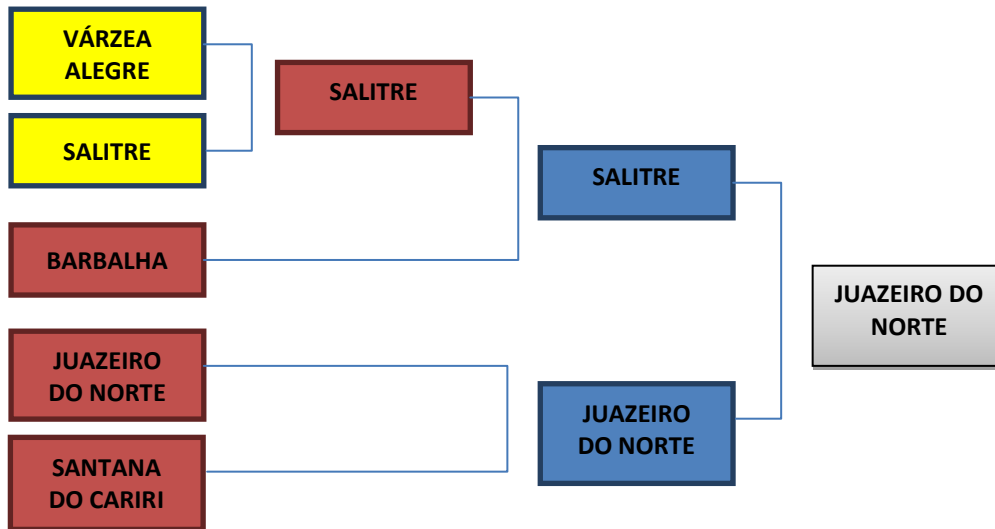 VÁRZEA
ALEGRE
SALITRE
SALITRE
SALITRE
BARBALHA
JUAZEIRO DO
NORTE
JUAZEIRO
DO NORTE
JUAZEIRO
DO NORTE
SANTANA
DO CARIRI